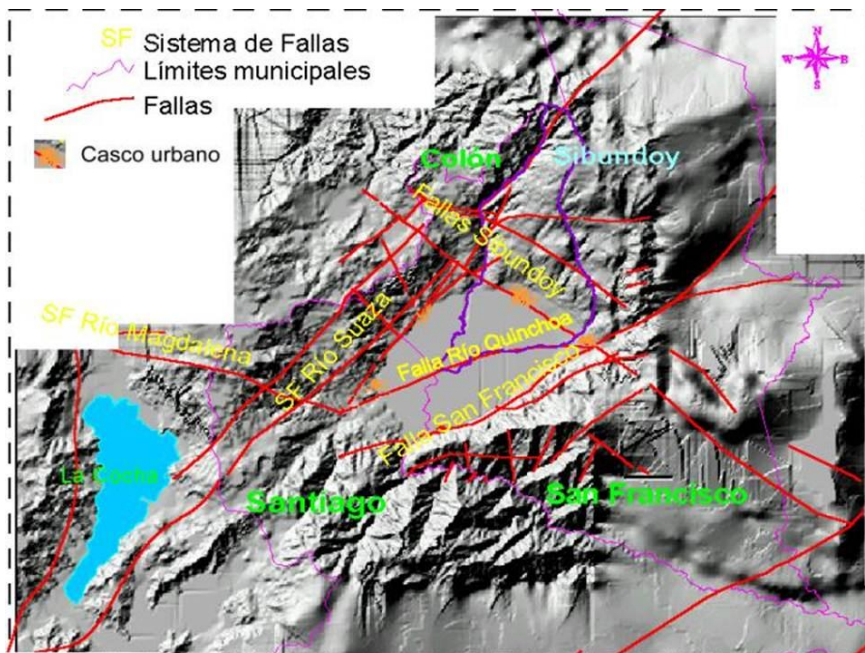 SF Sistema de Fallas
Límites municipales
Fallas
Casco urbano
N
W E
S
Colón
Sibundoy
Fallas Sibundoy
SF Río Magdalena
SF Río Suaza
Falla Río Quinchoa
Falla San Francisco
La Cocha
Santiago
San Francisco